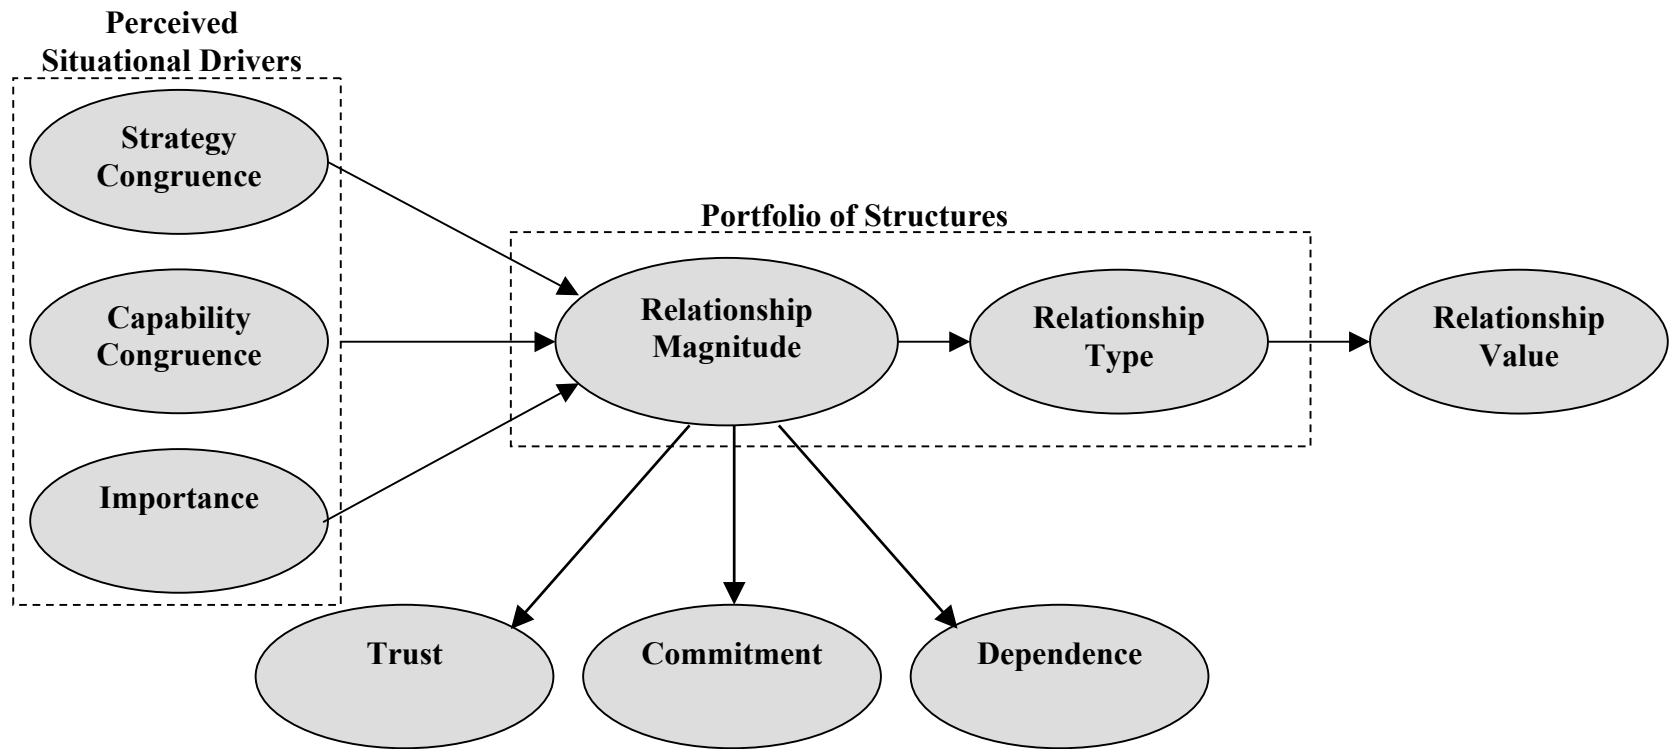 Perceived
Situational Drivers
Strategy
Congruence
Capability
Congruence
Importance
Portfolio of Structures
Relationship
Magnitude
Relationship
Type
Relationship
Value
Trust
Commitment
Dependence